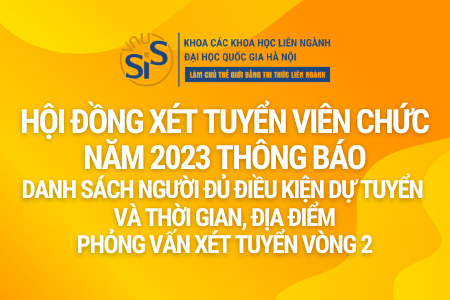 VNU
SIS
KHOA CÁC KHOA HỌC LIÊN NGÀNH
ĐẠI HỌC QUỐC GIA HÀ NỘI
LÀM CHỦ THẾ GIỚI BẰNG TRI THỨC LIÊN NGÀNH
HỘI ĐỒNG XÉT TUYỂN VIÊN CHỨC
NĂM 2023 THÔNG BÁO
DANH SÁCH NGƯỜI ĐỦ ĐIỀU KIỆN DỰ TUYỂN
VÀ THỜI GIAN, ĐỊA ĐIỂM
PHỎNG VẤN XÉT TUYỂN VÒNG 2